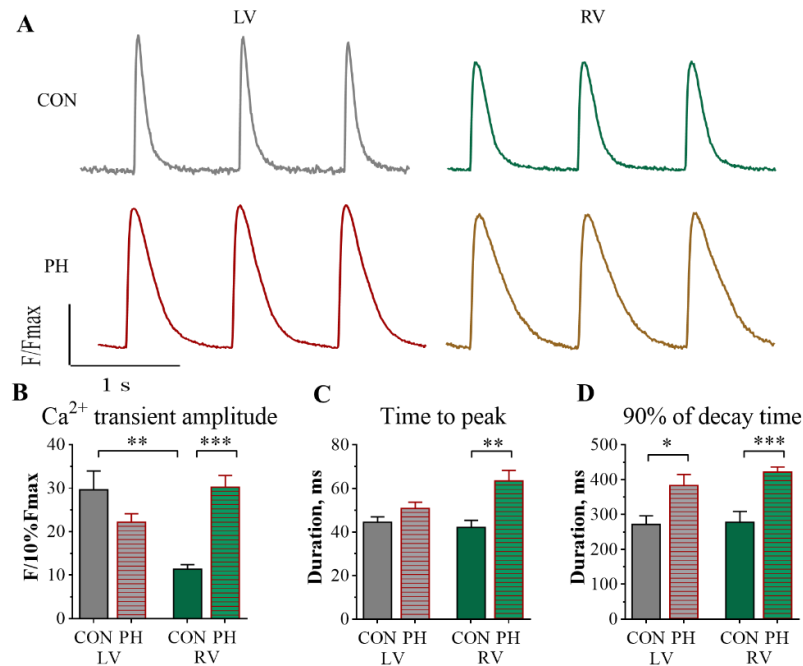 A
LV
RV
CON
PH
F/Fmax
1 s
B
Ca²⁺ transient amplitude
F/10%Fmax
40
30
20
10
0
**
***
CON PH
CON PH
LV
RV
C
Time to peak
Duration, ms
80
60
40
20
0
**
CON PH
CON PH
LV
RV
D
90% of decay time
Duration, ms
500
400
300
200
100
0
*
***
CON PH
CON PH
LV
RV